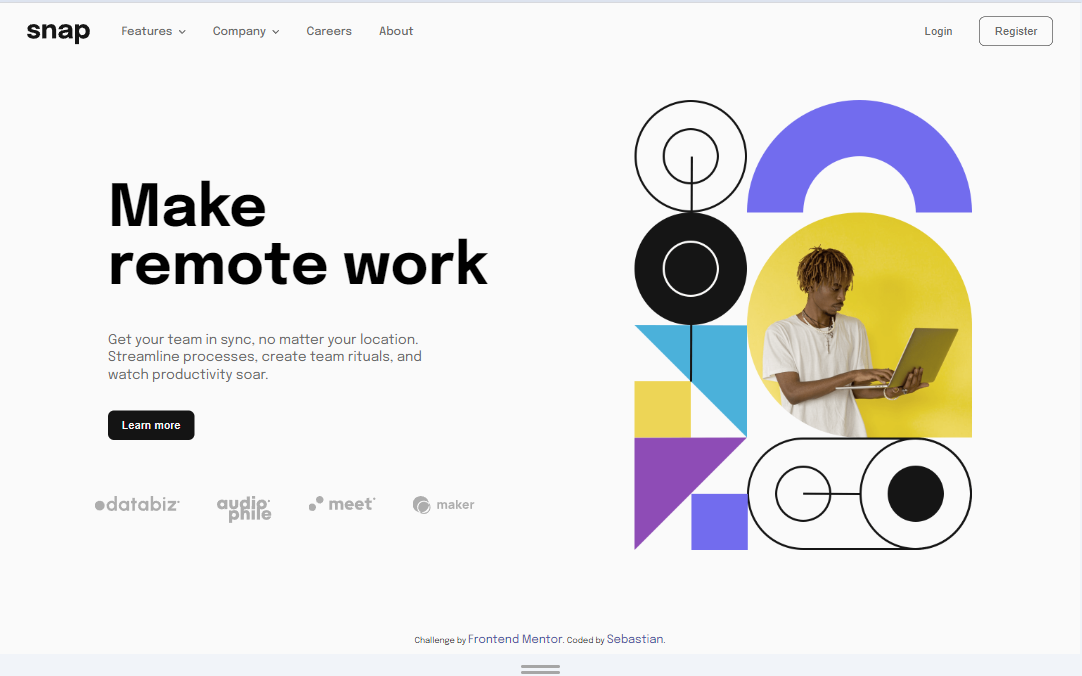 snap Features Company Careers About Login Register
Make
remote work
Get your team in sync, no matter your location.
Streamline processes, create team rituals, and
watch productivity soar.
Learn more
databiz audiophile meet maker
Challenge by Frontend Mentor. Coded by Sebastian.